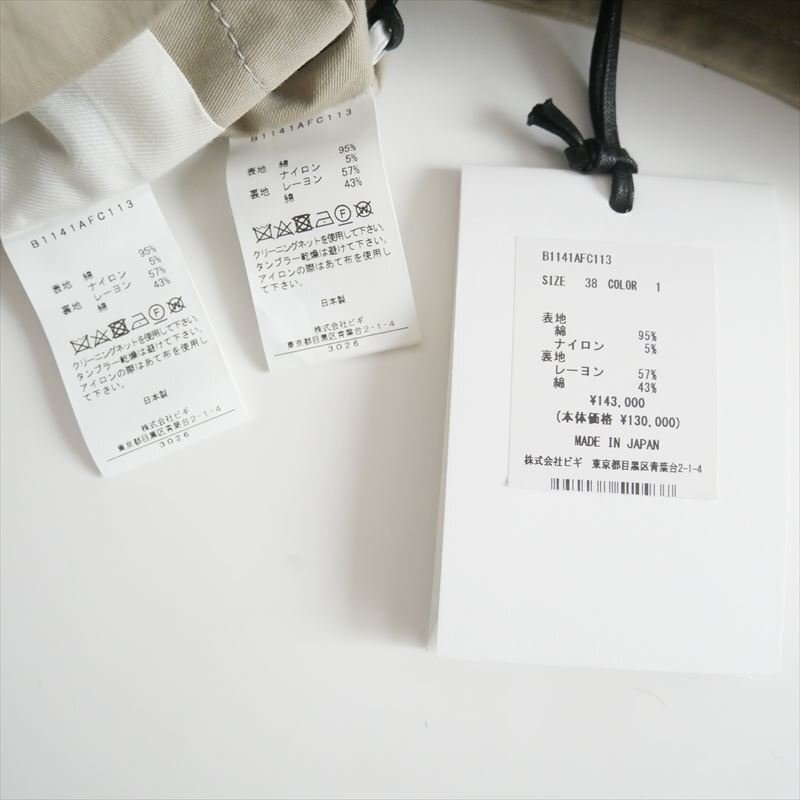 B1141AFC113
表地 綿 95%
ナイロン 5%
裏地 レーヨン 57%
綿 43%
クリーニングネットを使用して下さい。
タンブラー乾燥は避けて下さい。
アイロンの際はあて布を使用し
て下さい。
日本製
株式会社ビギ
東京都目黒区青葉台2-1-4
3026
B1141AFC113
表地 綿 95%
ナイロン 5%
裏地 レーヨン 57%
綿 43%
F
クリーニングネットを使用して下さい。
タンブラー乾燥は避けて下さい。
アイロンの際はあて布を使用し
て下さい。
日本製
株式会社ビギ
東京都目黒区青葉台2-1-4
3026
B1141AFC113
SIZE 38 COLOR 1
表地
綿 95%
ナイロン 5%
裏地
レーヨン 57%
綿 43%
¥143,000
(本体価格 ¥130,000)
MADE IN JAPAN
株式会社ビギ 東京都目黒区青葉台2-1-4